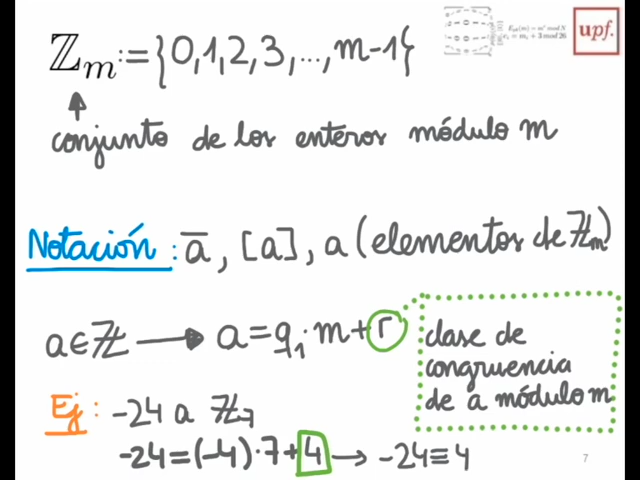 ℤm := {0,1,2,3,...,m-1}
upf.
conjunto de los enteros módulo m
Notación: a̅, [a], a (elementos de ℤm)
a∈ℤ → a=q₁·m+r
clase de
congruencia
de a módulo m
Ej: -24 a ℤ₇
-24=(-4)·7+4 → -24≡4
7